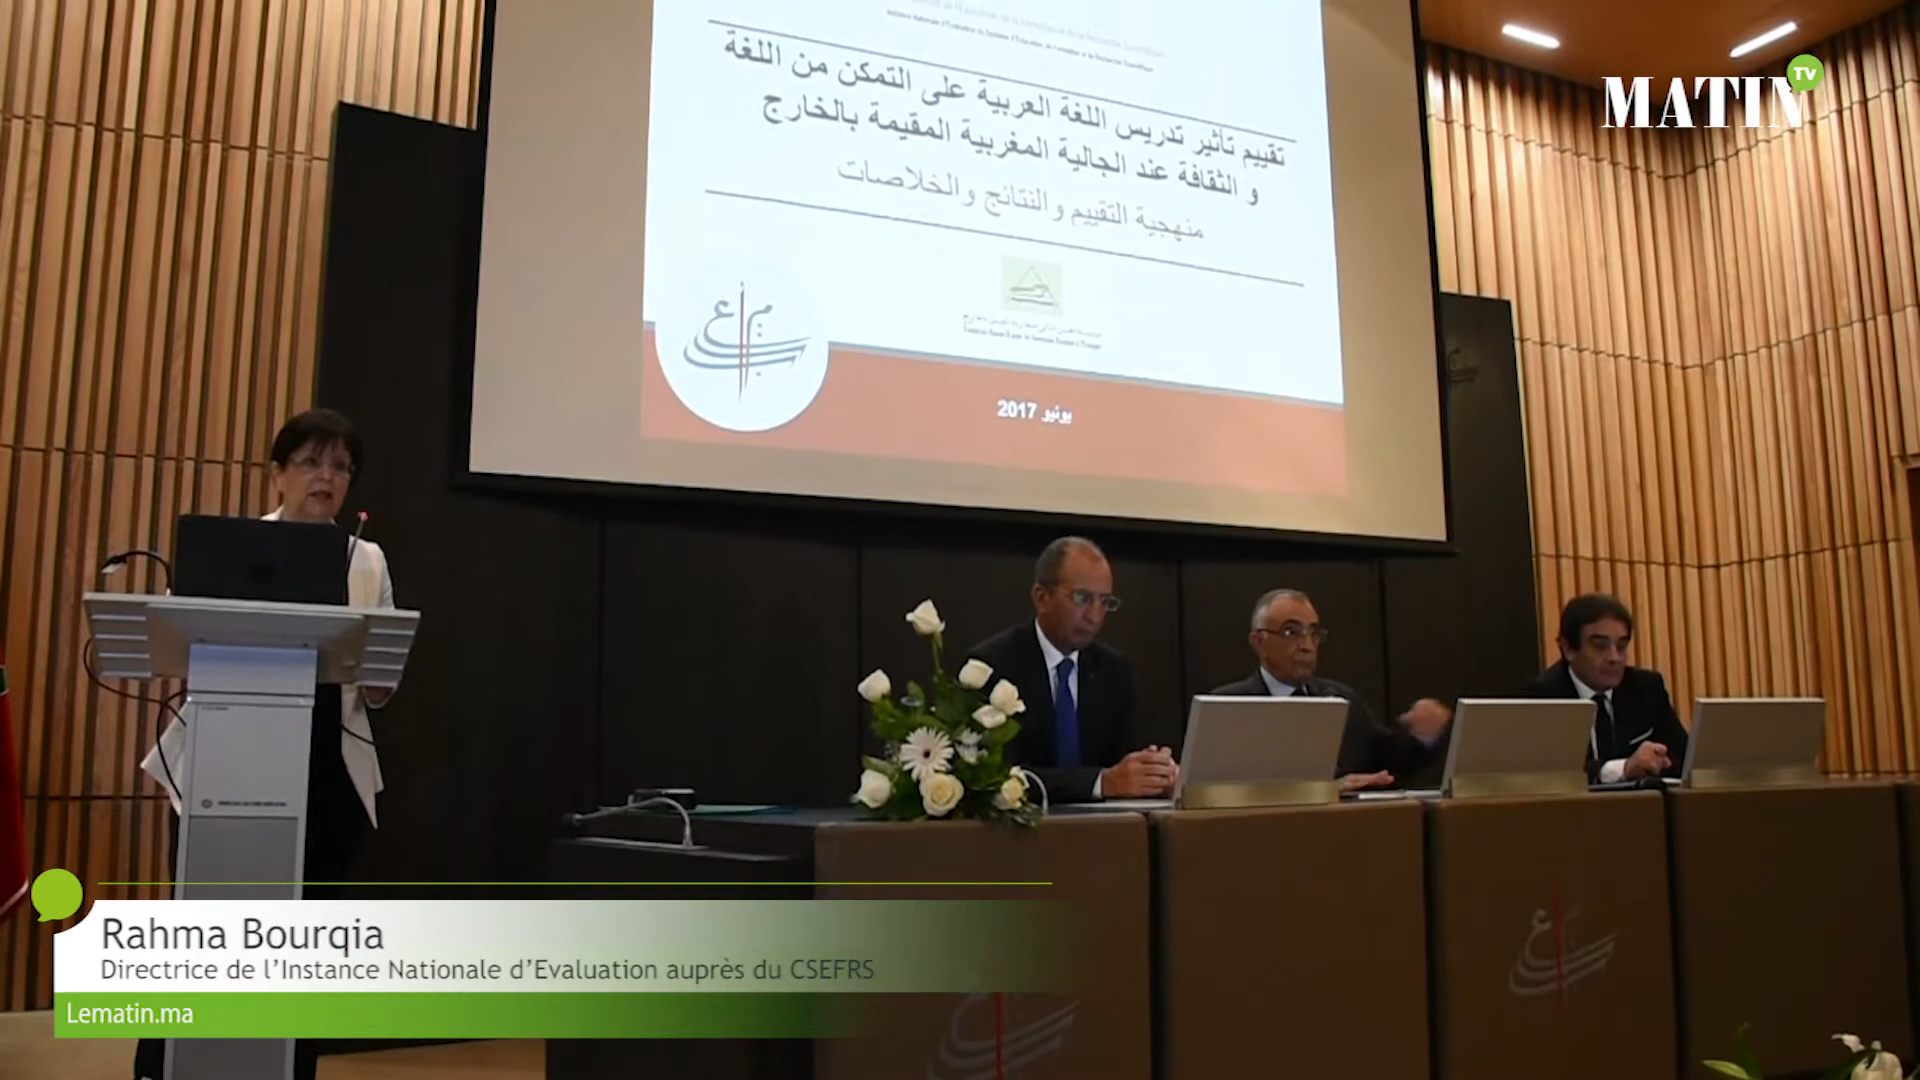 MATIN TV
تقييم تأثير تدريس اللغة العربية على التمكن من اللغة
و الثقافة عند الجالية المغربية المقيمة بالخارج
منهجية التقييم والنتائج والخلاصات
يونيو 2017
Rahma Bourqia
Directrice de l’Instance Nationale d’Evaluation auprès du CSEFRS
Lematin.ma